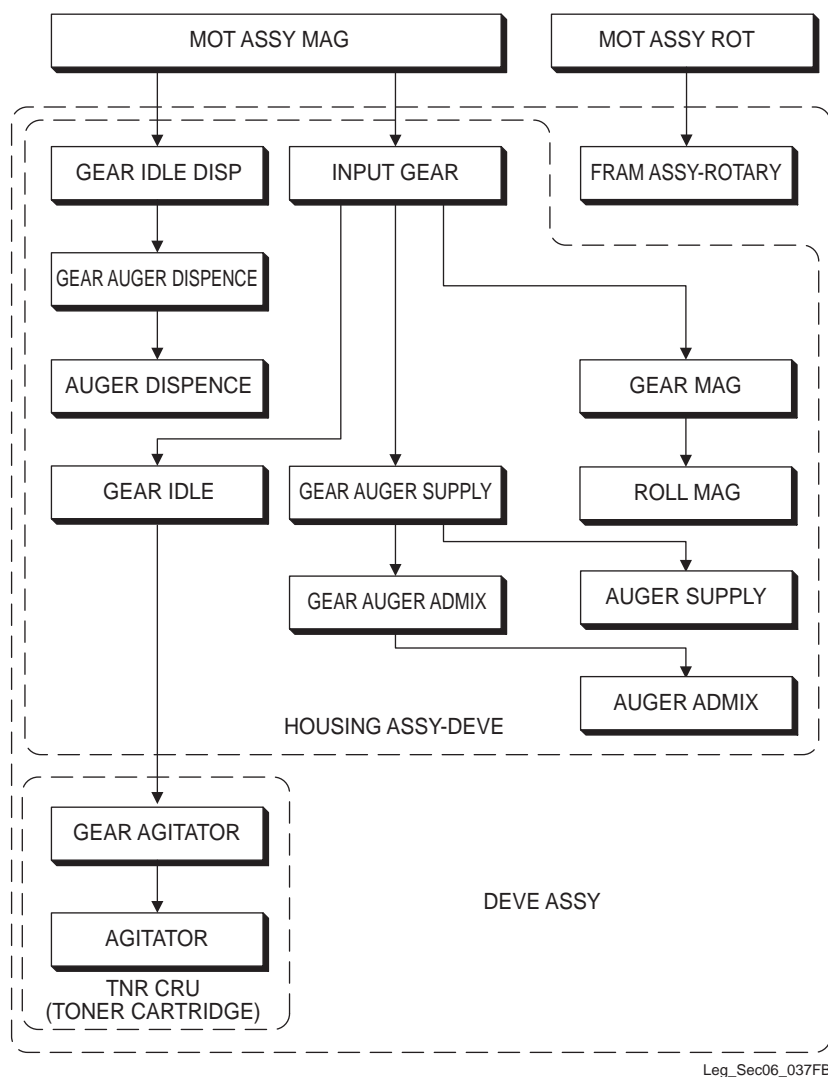 MOT ASSY MAG
MOT ASSY ROT
GEAR IDLE DISP
INPUT GEAR
FRAM ASSY-ROTARY
GEAR AUGER DISPENCE
AUGER DISPENCE
GEAR MAG
GEAR IDLE
GEAR AUGER SUPPLY
ROLL MAG
GEAR AUGER ADMIX
AUGER SUPPLY
AUGER ADMIX
HOUSING ASSY-DEVE
GEAR AGITATOR
DEVE ASSY
AGITATOR
TNR CRU
(TONER CARTRIDGE)
Leg_Sec06_037FB